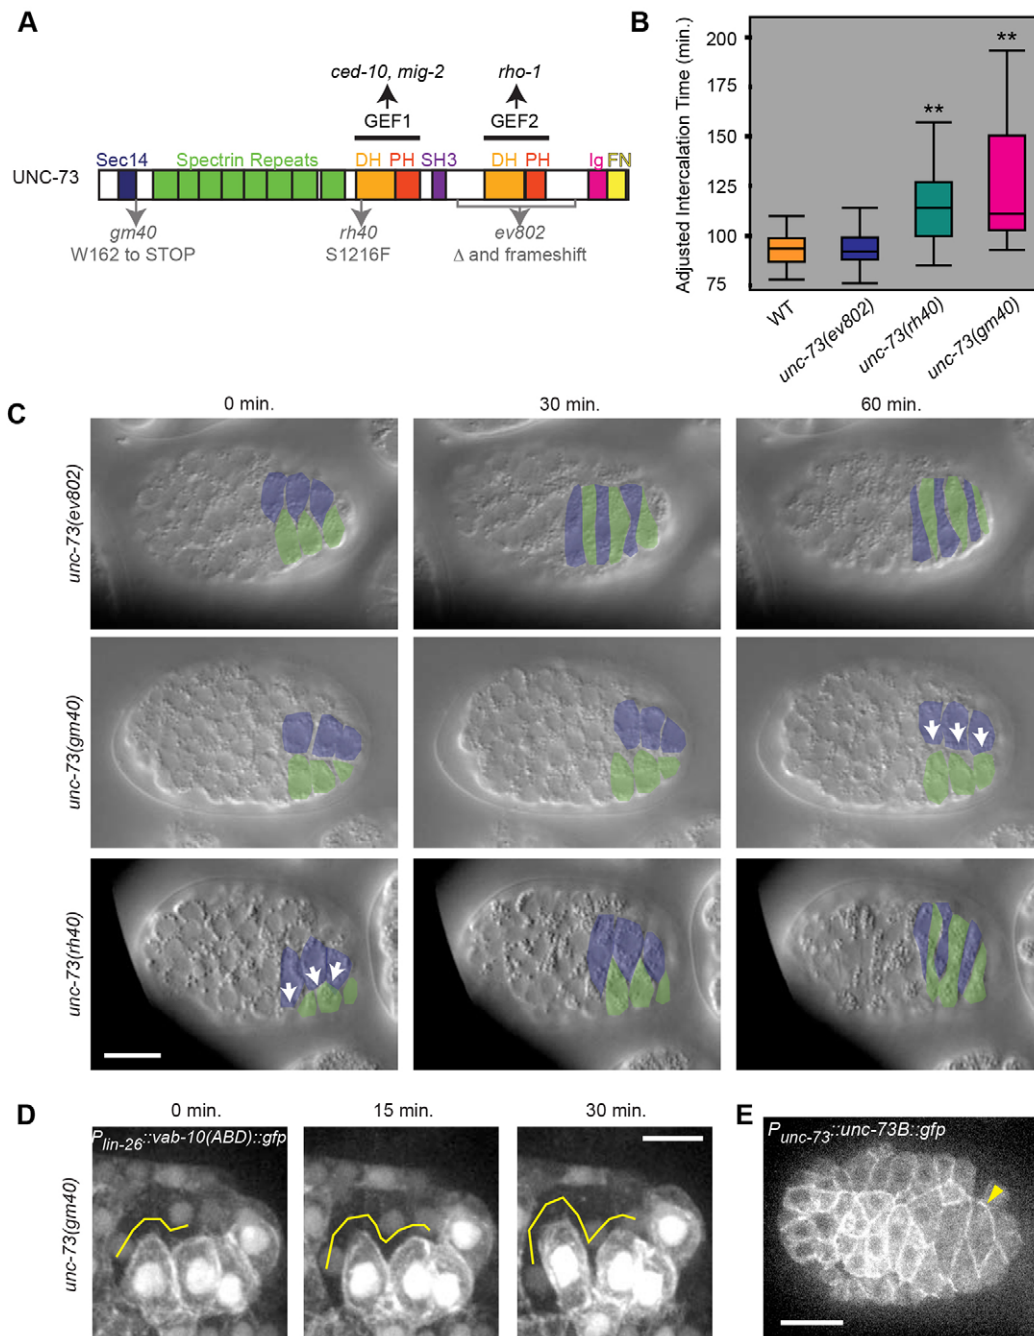 A
ced-10, mig-2
rho-1
GEF1
GEF2
Sec14
Spectrin Repeats
DH
PH
SH3
DH
PH
Ig
FN
UNC-73
gm40
W162 to STOP
rh40
S1216F
ev802
Δ and frameshift
B
Adjusted Intercalation Time (min.)
200
150
125
100
75
**
**
WT
unc-73(ev802)
unc-73(rh40)
unc-73(gm40)
C
0 min.
30 min.
60 min.
unc-73(ev802)
unc-73(gm40)
unc-73(rh40)
D
0 min.
15 min.
30 min.
Plin-26::vab-10(ABD)::gfp
unc-73(gm40)
E
Punc-73::unc-73B::gfp